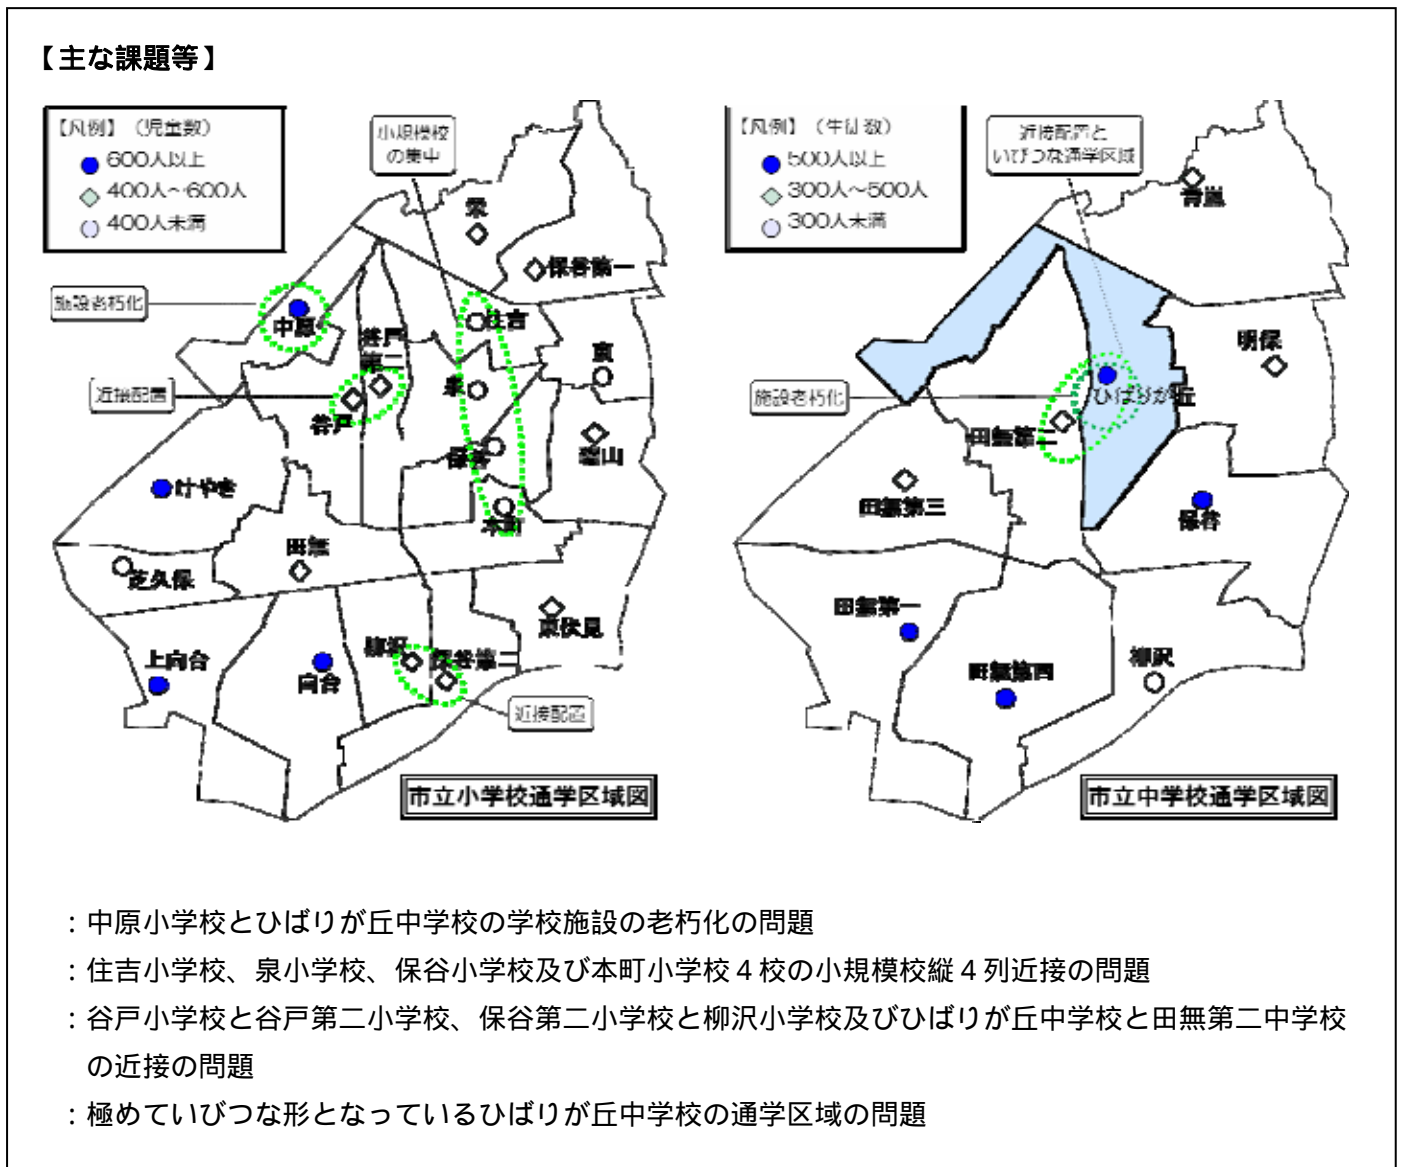 【主な課題等】
【凡例】（児童数）
600人以上
400人～600人
400人未満
小規模校
の集中
栄
保谷第一
施設老朽化
中原
谷戸
第二
住吉
泉
東
近接配置
谷戸
保谷
碧山
けやき
本町
田無
芝久保
東伏見
柳沢
保谷第二
上向台
向台
近接配置
市立小学校通学区域図
【凡例】（生徒数）
500人以上
300人～500人
300人未満
近接配置と
いびつな通学区域
青嵐
明保
施設老朽化
ひばりが丘
田無第二
田無第三
保谷
田無第一
田無第四
柳沢
市立中学校通学区域図
：中原小学校とひばりが丘中学校の学校施設の老朽化の問題
：住吉小学校、泉小学校、保谷小学校及び本町小学校４校の小規模校縦４列近接の問題
：谷戸小学校と谷戸第二小学校、保谷第二小学校と柳沢小学校及びひばりが丘中学校と田無第二中学校
の近接の問題
：極めていびつな形となっているひばりが丘中学校の通学区域の問題